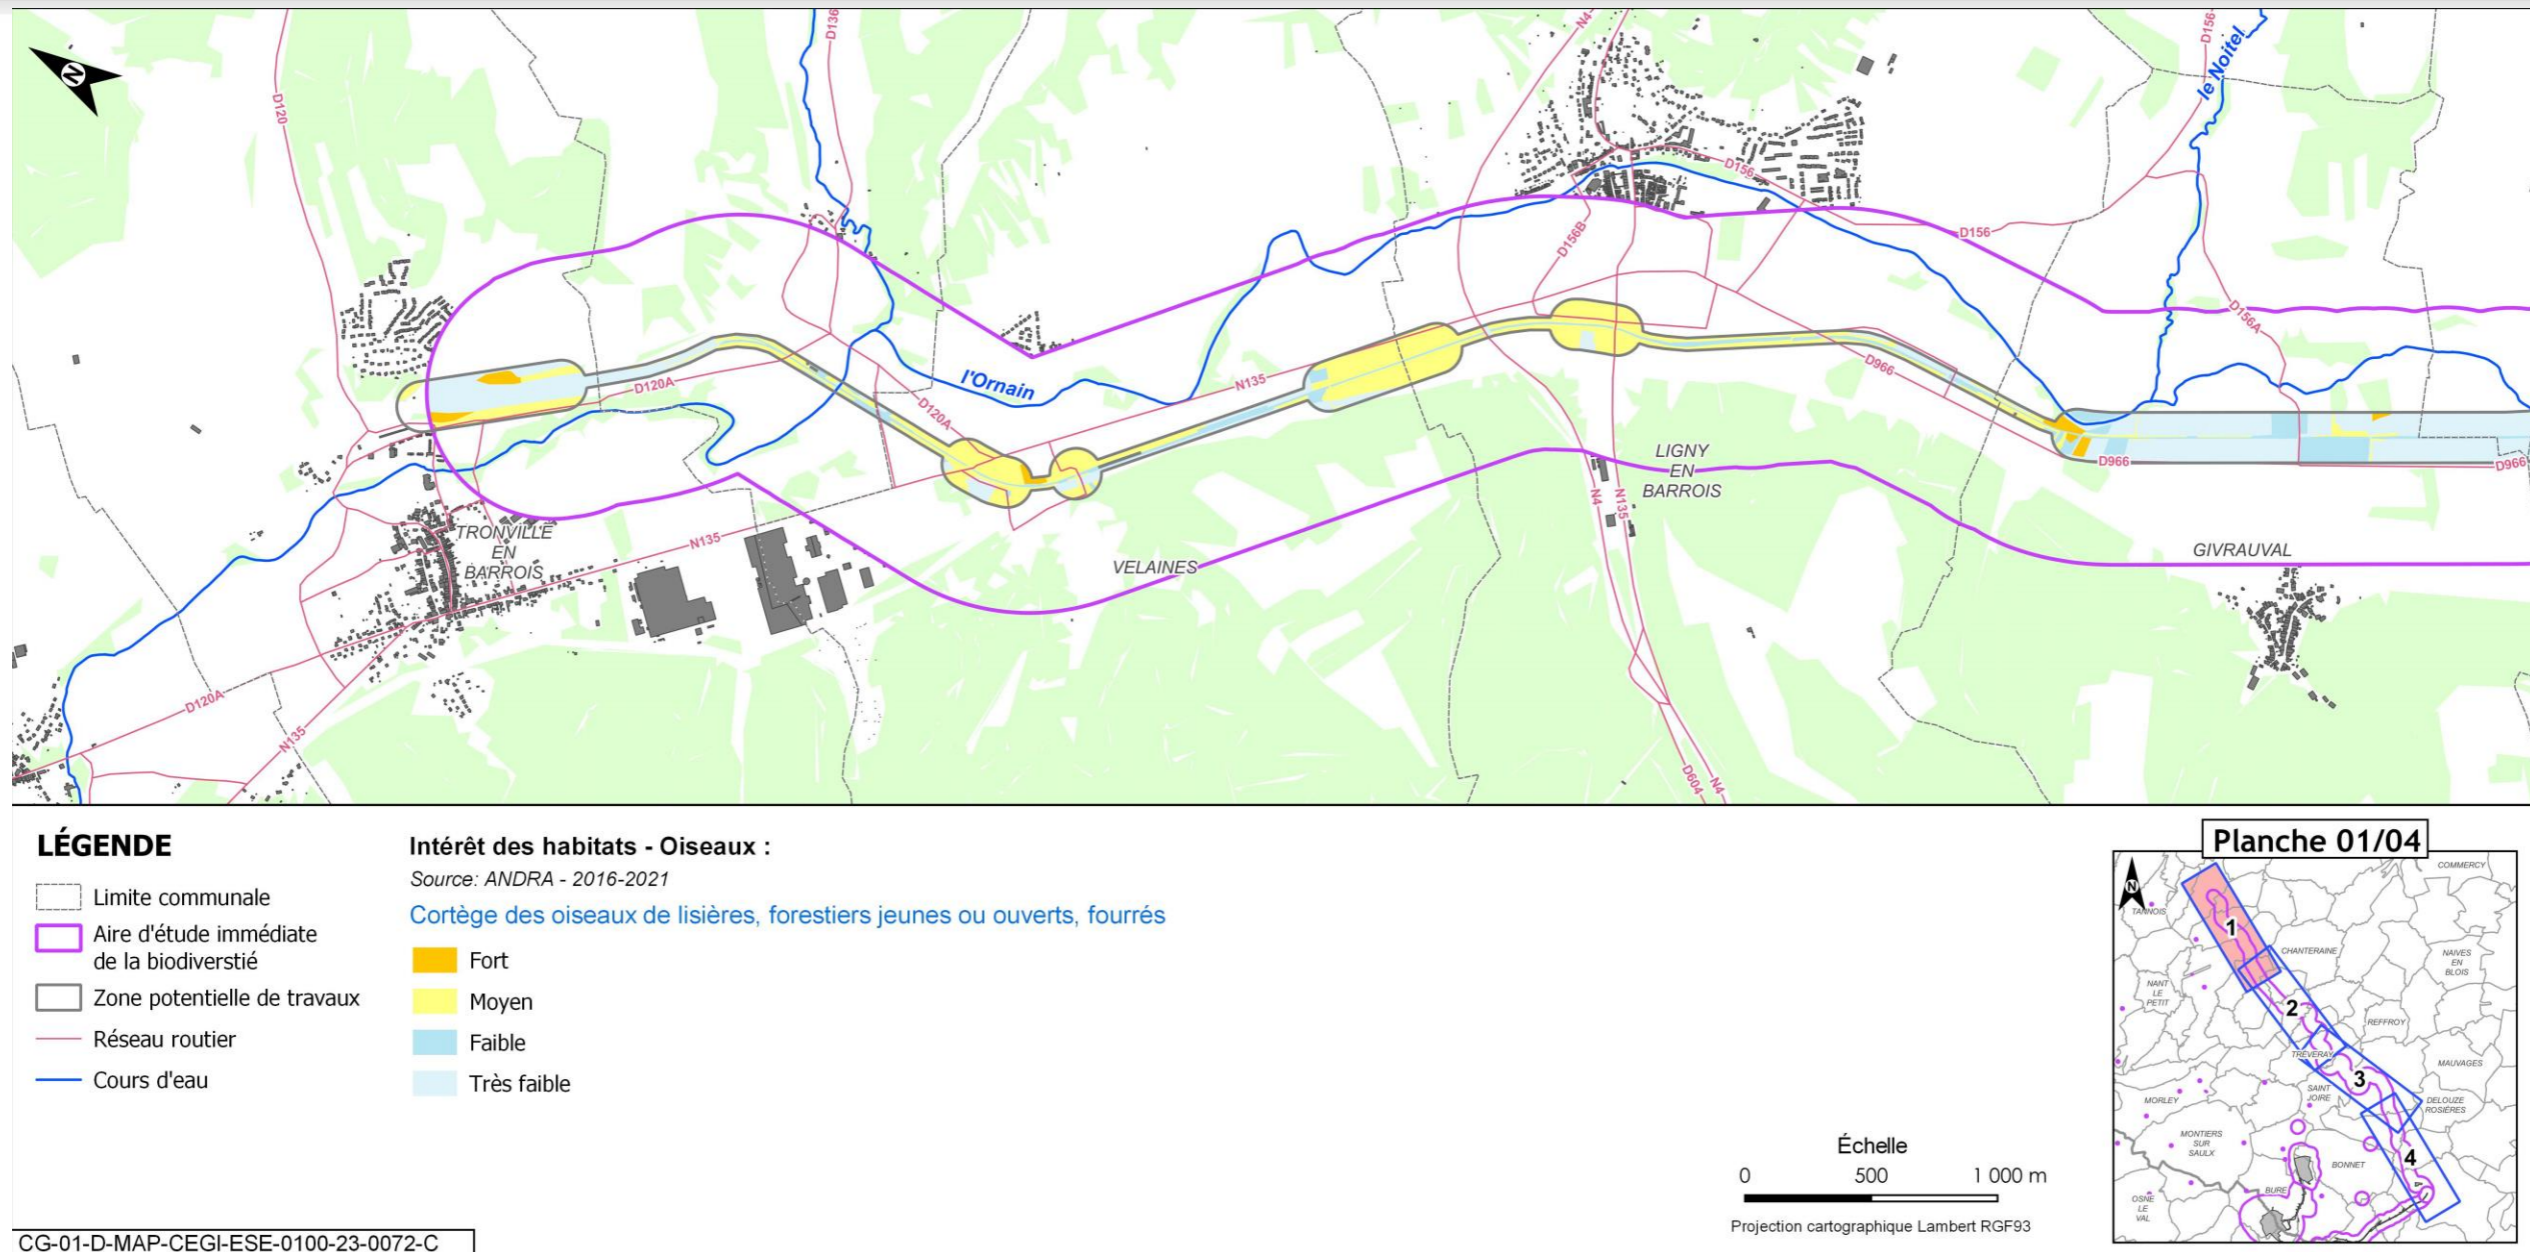 N
D120
D136
N4
D156
le Noitel
D156
D156B
D156
D156A
D120A
l'Ornain
N135
D120A
D966
D966
D966
LIGNY
EN
BARROIS
N4
N135
TRONVILLE
EN
BARROIS
N135
VELAINES
GIVRAUVAL
D120A
N135
D604
N4
LÉGENDE
Limite communale
Aire d'étude immédiate
de la biodiverstié
Zone potentielle de travaux
Réseau routier
Cours d'eau
Intérêt des habitats - Oiseaux :
Source: ANDRA - 2016-2021
Cortège des oiseaux de lisières, forestiers jeunes ou ouverts, fourrés
Fort
Moyen
Faible
Très faible
Échelle
0 500 1 000 m
Projection cartographique Lambert RGF93
Planche 01/04
N
COMMERCY
TANNOIS
1
CHANTERAINE
NAIVES
EN
BLOIS
NANT
LE
PETIT
2
REFFROY
TRÉVERAY
MAUVAGES
3
SAINT
JOIRE
MORLEY
DELOUZE
ROSIÈRES
MONTIERS
SUR
SAULX
4
BONNET
BURE
OSNE
LE
VAL
CG-01-D-MAP-CEGI-ESE-0100-23-0072-C